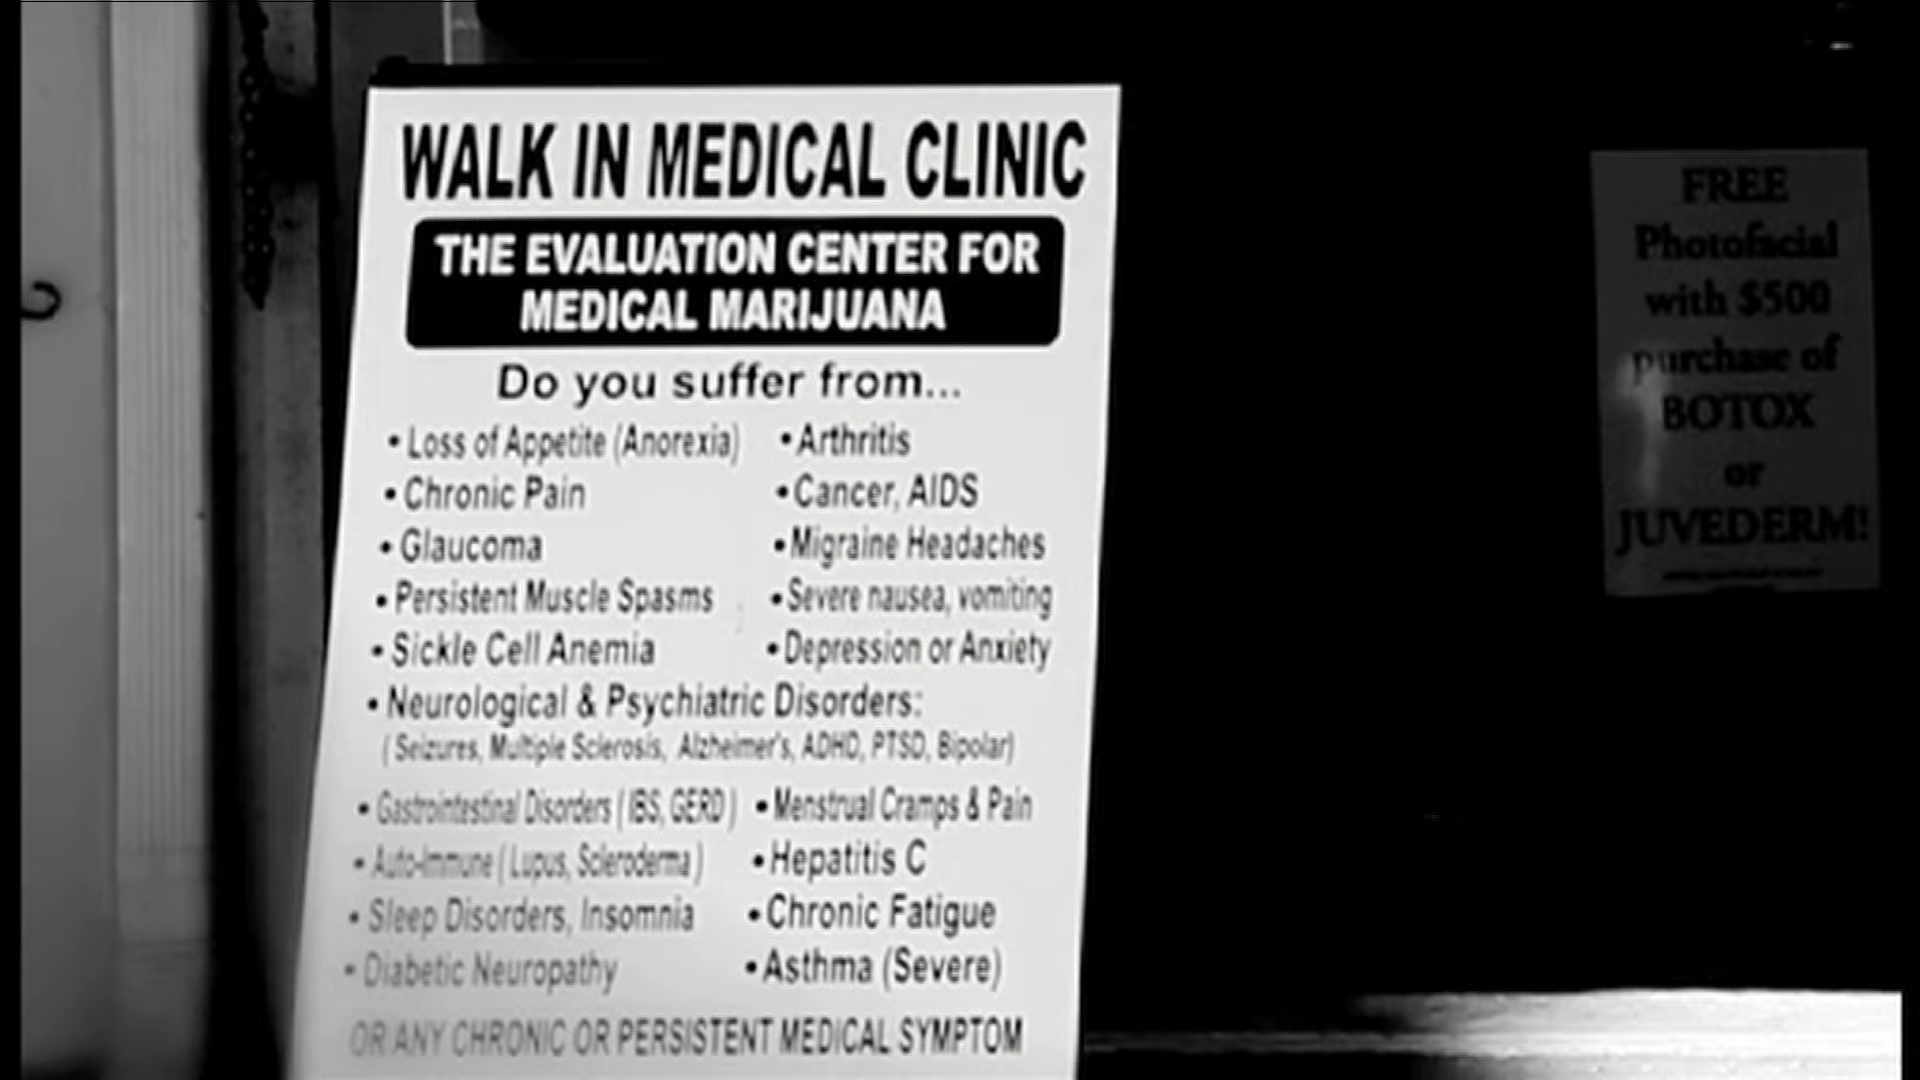 WALK IN MEDICAL CLINIC
THE EVALUATION CENTER FOR
MEDICAL MARIJUANA
Do you suffer from...
• Loss of Appetite (Anorexia) • Arthritis
• Chronic Pain • Cancer, AIDS
• Glaucoma • Migraine Headaches
• Persistent Muscle Spasms • Severe nausea, vomiting
• Sickle Cell Anemia • Depression or Anxiety
• Neurological & Psychiatric Disorders:
( Seizures, Multiple Sclerosis, Alzheimer's, ADHD, PTSD, Bipolar)
• Gastrointestinal Disorders ( IBS, GERD ) • Menstrual Cramps & Pain
• Auto-Immune ( Lupus, Scleroderma ) • Hepatitis C
• Sleep Disorders, Insomnia • Chronic Fatigue
• Diabetic Neuropathy • Asthma (Severe)
OR ANY CHRONIC OR PERSISTENT MEDICAL SYMPTOM
FREE
Photofacial
with $500
purchase of
BOTOX
or
JUVEDERM!